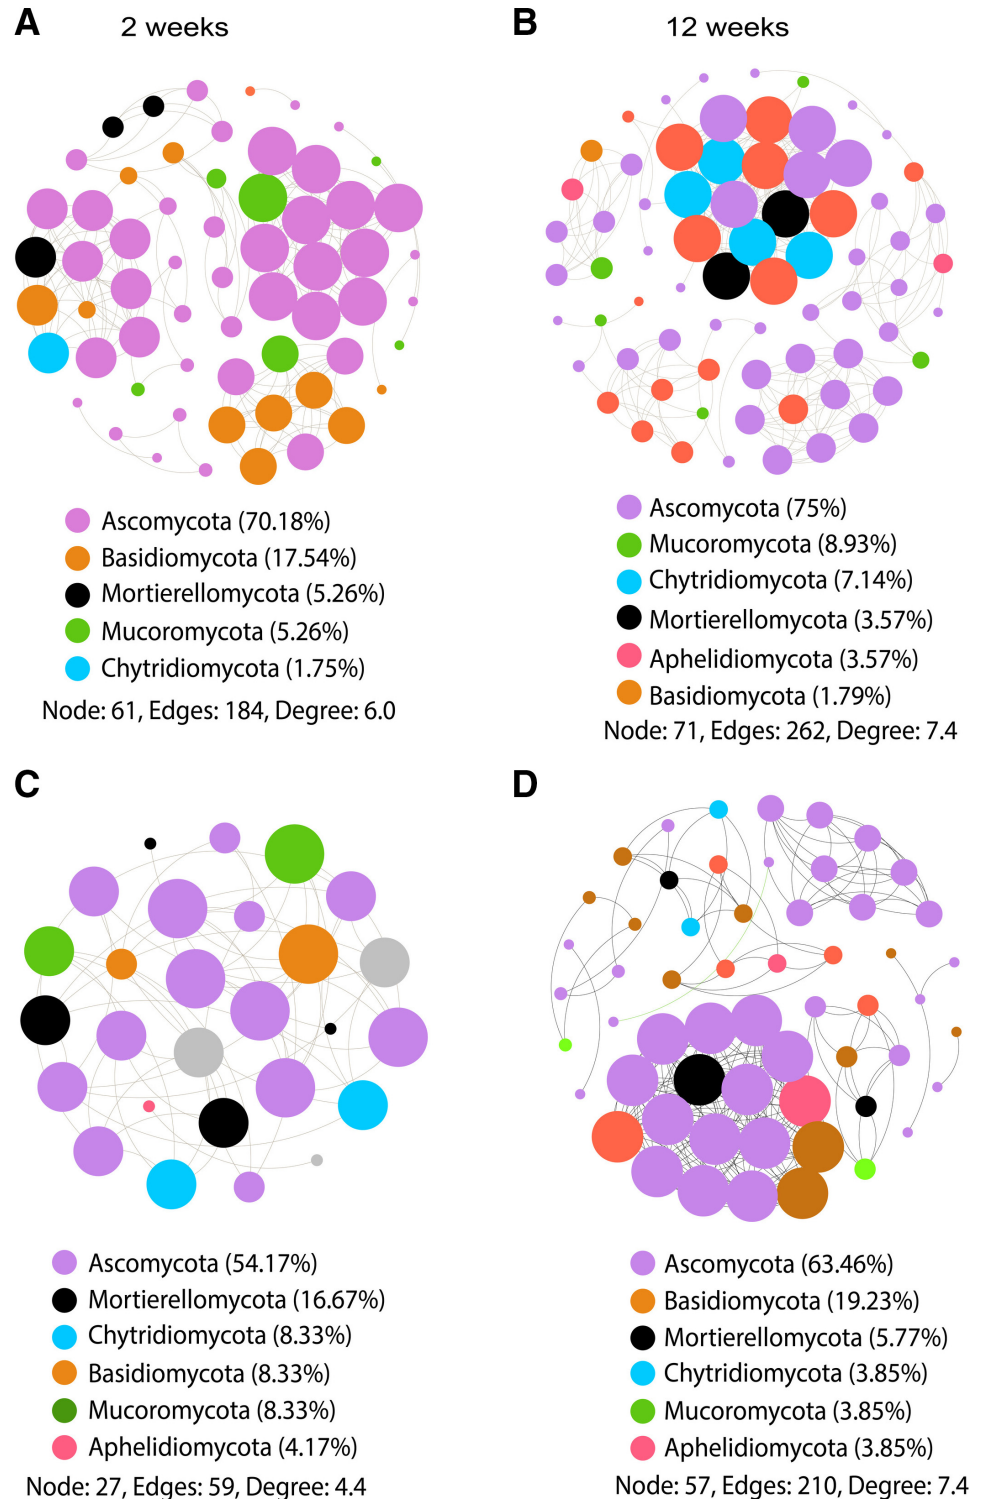 A
2 weeks
B
12 weeks
Ascomycota (70.18%)
Basidiomycota (17.54%)
Mortierellomycota (5.26%)
Mucoromycota (5.26%)
Chytridiomycota (1.75%)
Node: 61, Edges: 184, Degree: 6.0
Ascomycota (75%)
Mucoromycota (8.93%)
Chytridiomycota (7.14%)
Mortierellomycota (3.57%)
Aphelidiomycota (3.57%)
Basidiomycota (1.79%)
Node: 71, Edges: 262, Degree: 7.4
C
D
Ascomycota (54.17%)
Mortierellomycota (16.67%)
Chytridiomycota (8.33%)
Basidiomycota (8.33%)
Mucoromycota (8.33%)
Aphelidiomycota (4.17%)
Node: 27, Edges: 59, Degree: 4.4
Ascomycota (63.46%)
Basidiomycota (19.23%)
Mortierellomycota (5.77%)
Chytridiomycota (3.85%)
Mucoromycota (3.85%)
Aphelidiomycota (3.85%)
Node: 57, Edges: 210, Degree: 7.4